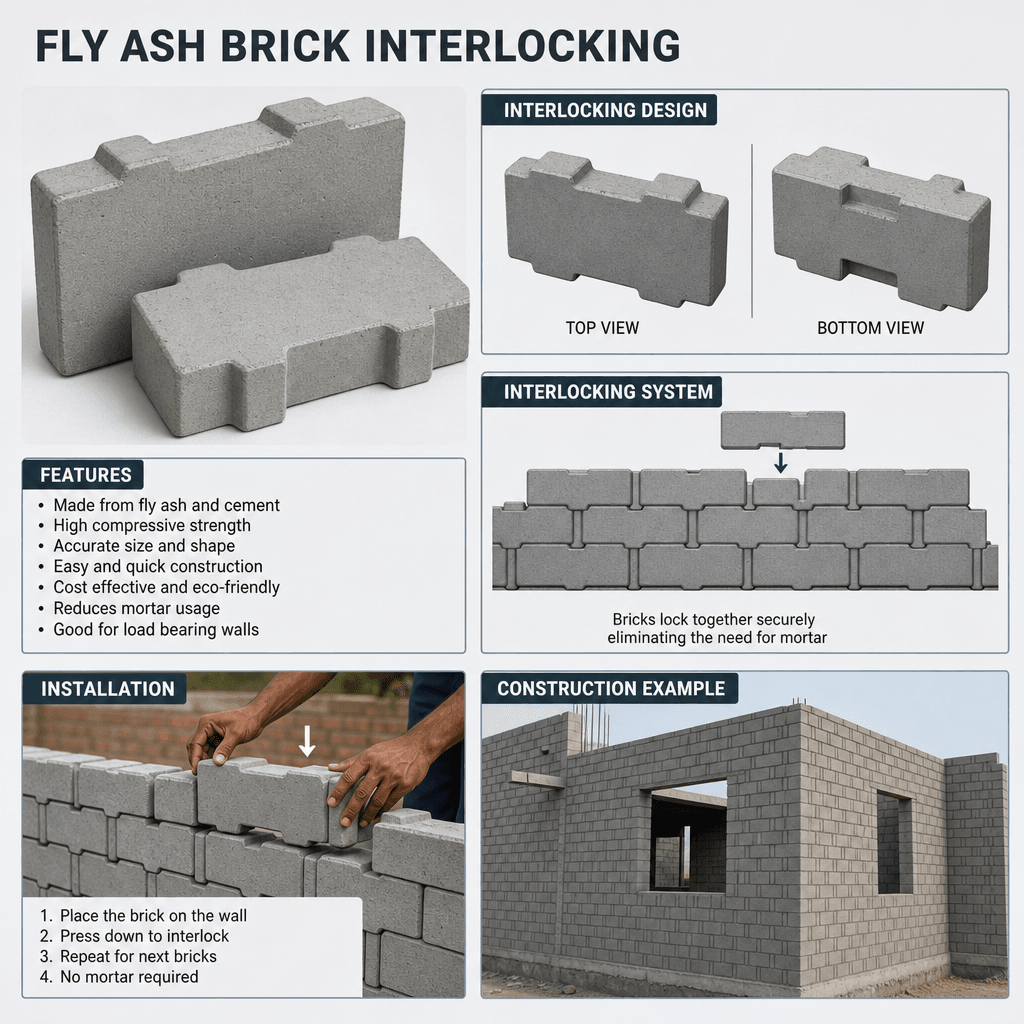 FLY ASH BRICK INTERLOCKING
INTERLOCKING DESIGN
TOP VIEW
BOTTOM VIEW
INTERLOCKING SYSTEM
Bricks lock together securely
eliminating the need for mortar
FEATURES
• Made from fly ash and cement
• High compressive strength
• Accurate size and shape
• Easy and quick construction
• Cost effective and eco-friendly
• Reduces mortar usage
• Good for load bearing walls
INSTALLATION
1. Place the brick on the wall
2. Press down to interlock
3. Repeat for next bricks
4. No mortar required
CONSTRUCTION EXAMPLE